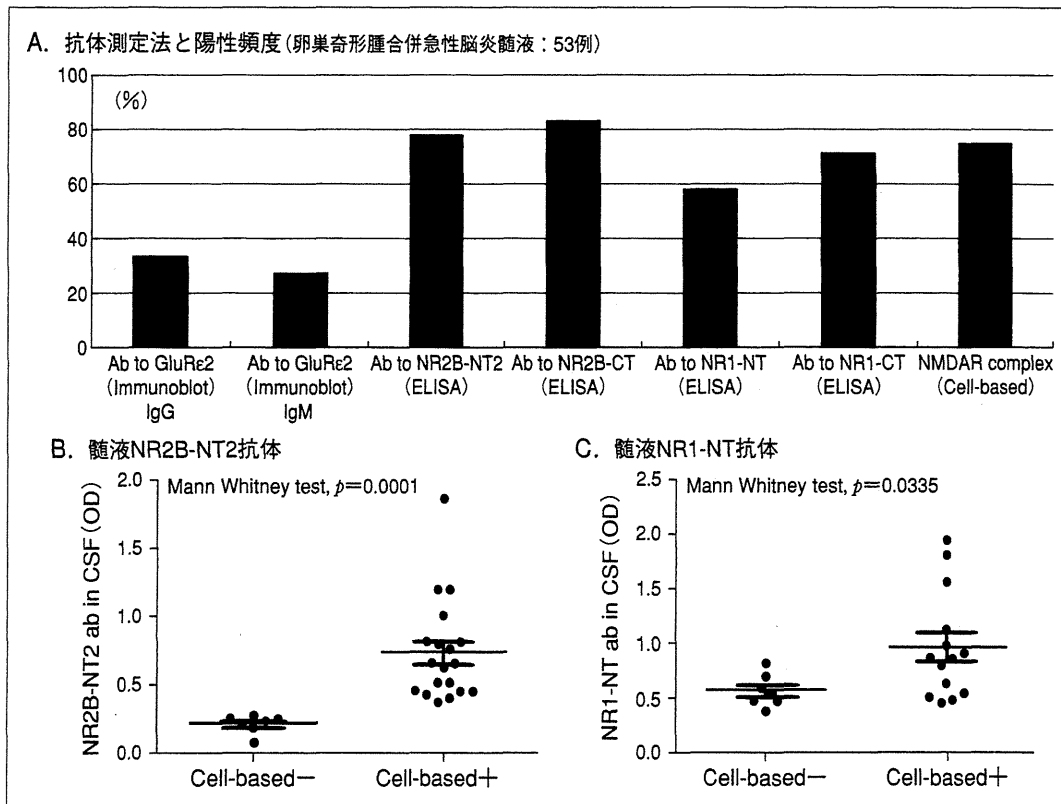 A. 抗体測定法と陽性頻度(卵巣奇形腫合併急性脳炎髄液：53例)
(%)
100
80
60
40
20
0
Ab to GluRε2
(Immunoblot)
IgG
Ab to GluRε2
(Immunoblot)
IgM
Ab to NR2B-NT2
(ELISA)
Ab to NR2B-CT
(ELISA)
Ab to NR1-NT
(ELISA)
Ab to NR1-CT
(ELISA)
NMDAR complex
(Cell-based)
B. 髄液NR2B-NT2抗体
Mann Whitney test, p=0.0001
NR2B-NT2 ab in CSF(OD)
2.0
1.5
1.0
0.5
0.0
Cell-based－
Cell-based＋
C. 髄液NR1-NT抗体
Mann Whitney test, p=0.0335
NR1-NT ab in CSF(OD)
2.5
2.0
1.5
1.0
0.5
0.0
Cell-based－
Cell-based＋